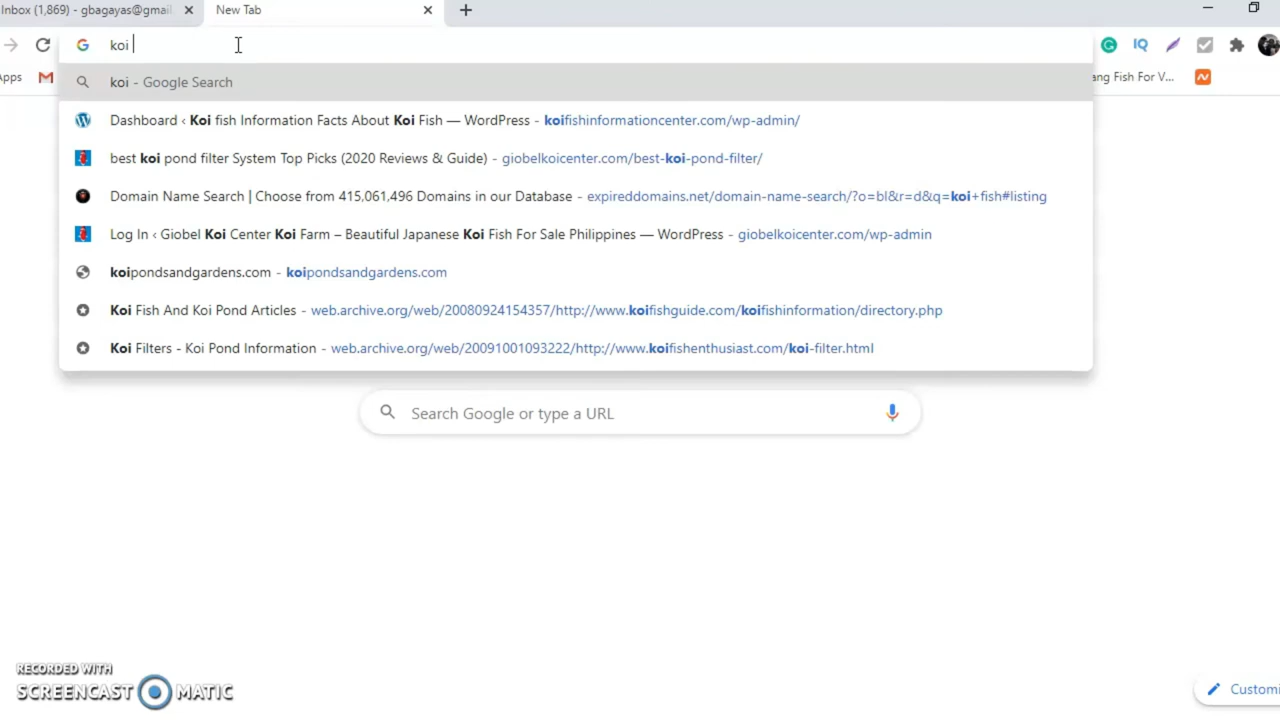 Inbox (1,869) - gbagayas@gmail
New Tab
koi
koi - Google Search
Dashboard ‹ Koi fish Information Facts About Koi Fish — WordPress - koifishinformationcenter.com/wp-admin/
best koi pond filter System Top Picks (2020 Reviews & Guide) - giobelkoicenter.com/best-koi-pond-filter/
Domain Name Search | Choose from 415,061,496 Domains in our Database - expireddomains.net/domain-name-search/?o=bl&r=d&q=koi+fish#listing
Log In ‹ Giobel Koi Center Koi Farm – Beautiful Japanese Koi Fish For Sale Philippines — WordPress - giobelkoicenter.com/wp-admin
koipondsandgardens.com - koipondsandgardens.com
Koi Fish And Koi Pond Articles - web.archive.org/web/20080924154357/http://www.koifishguide.com/koifishinformation/directory.php
Koi Filters - Koi Pond Information - web.archive.org/web/20091001093222/http://www.koifishenthusiast.com/koi-filter.html
IQ
pps
ang Fish For V...
Search Google or type a URL
RECORDED WITH
SCREENCAST MATIC
Customi